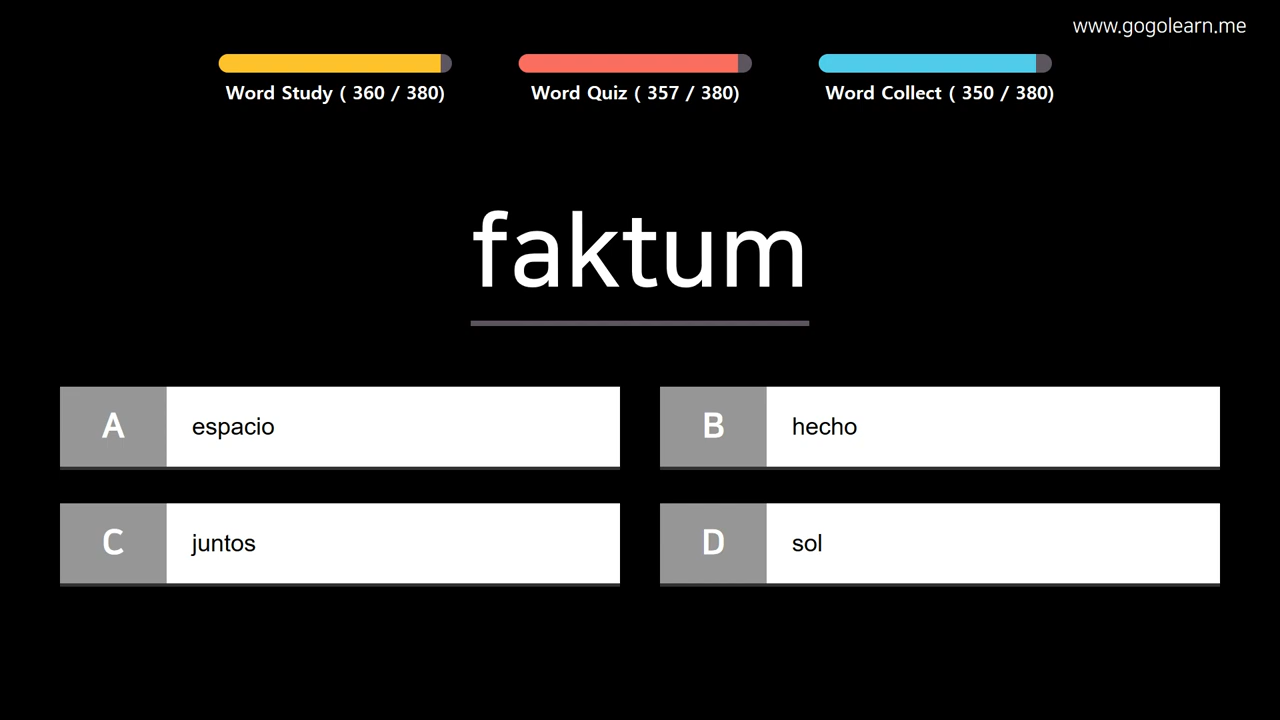 www.gogolearn.me
Word Study ( 360 / 380)
Word Quiz ( 357 / 380)
Word Collect ( 350 / 380)
faktum
A espacio
B hecho
C juntos
D sol